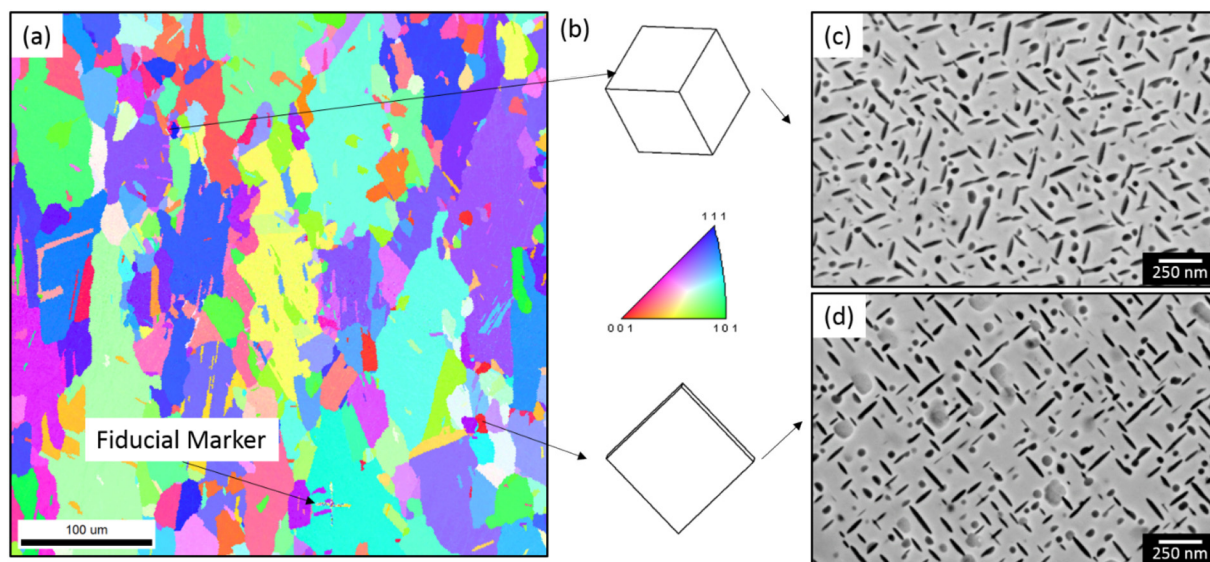 (a)
(b)
(c)
250 nm
1 1 1
0 0 1
1 0 1
(d)
250 nm
Fiducial Marker
100 um